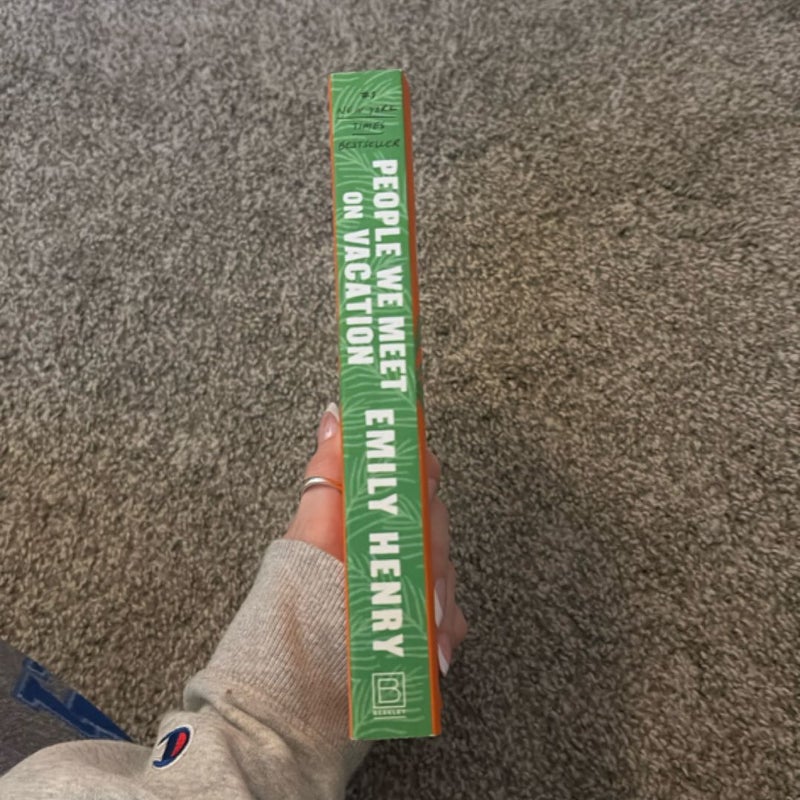 #1
NEW YORK
TIMES
BESTSELLER
PEOPLE WE MEET
ON VACATION
EMILY HENRY
B
BERKLEY